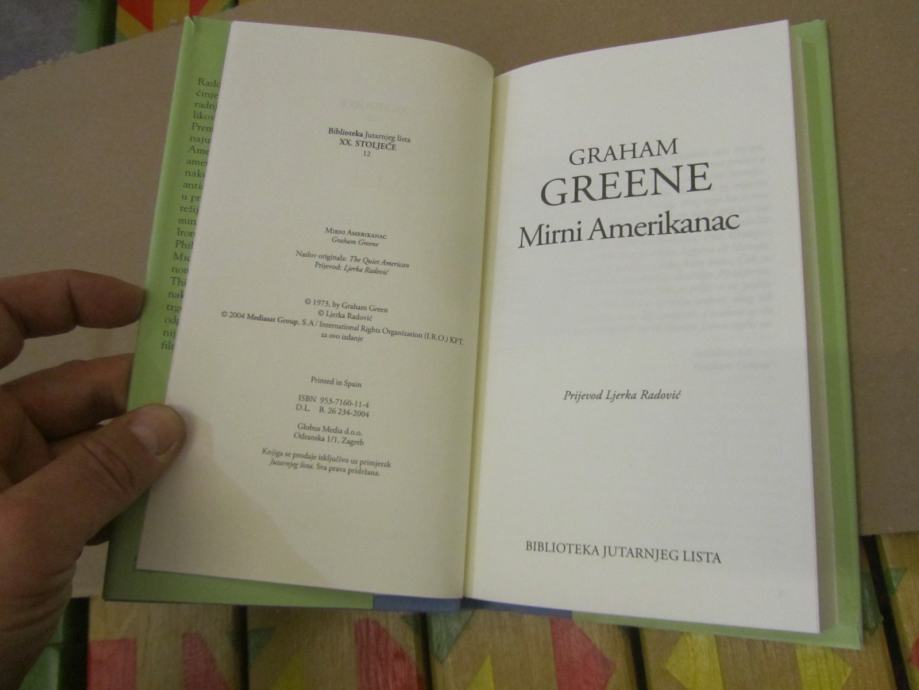 Biblioteka Jutarnjeg lista
XX. STOLJEĆE
12
MIRNI AMERIKANAC
Graham Greene
Naslov originala: The Quiet American
Prijevod: Ljerka Radović
© 1973, by Graham Green
© Ljerka Radović
© 2004 Mediasat Group, S.A / International Rights Organization (I.R.O.) KFT.
za ovo izdanje
Printed in Spain
ISBN 953-7160-11-4
D.L. B. 26 234-2004
Globus Media d.o.o.
Odranska 1/1, Zagreb
Knjiga se prodaje isključivo uz primjerak
Jutarnjeg lista. Sva prava pridržana.
GRAHAM
GREENE
Mirni Amerikanac
Prijevod Ljerka Radović
BIBLIOTEKA JUTARNJEG LISTA